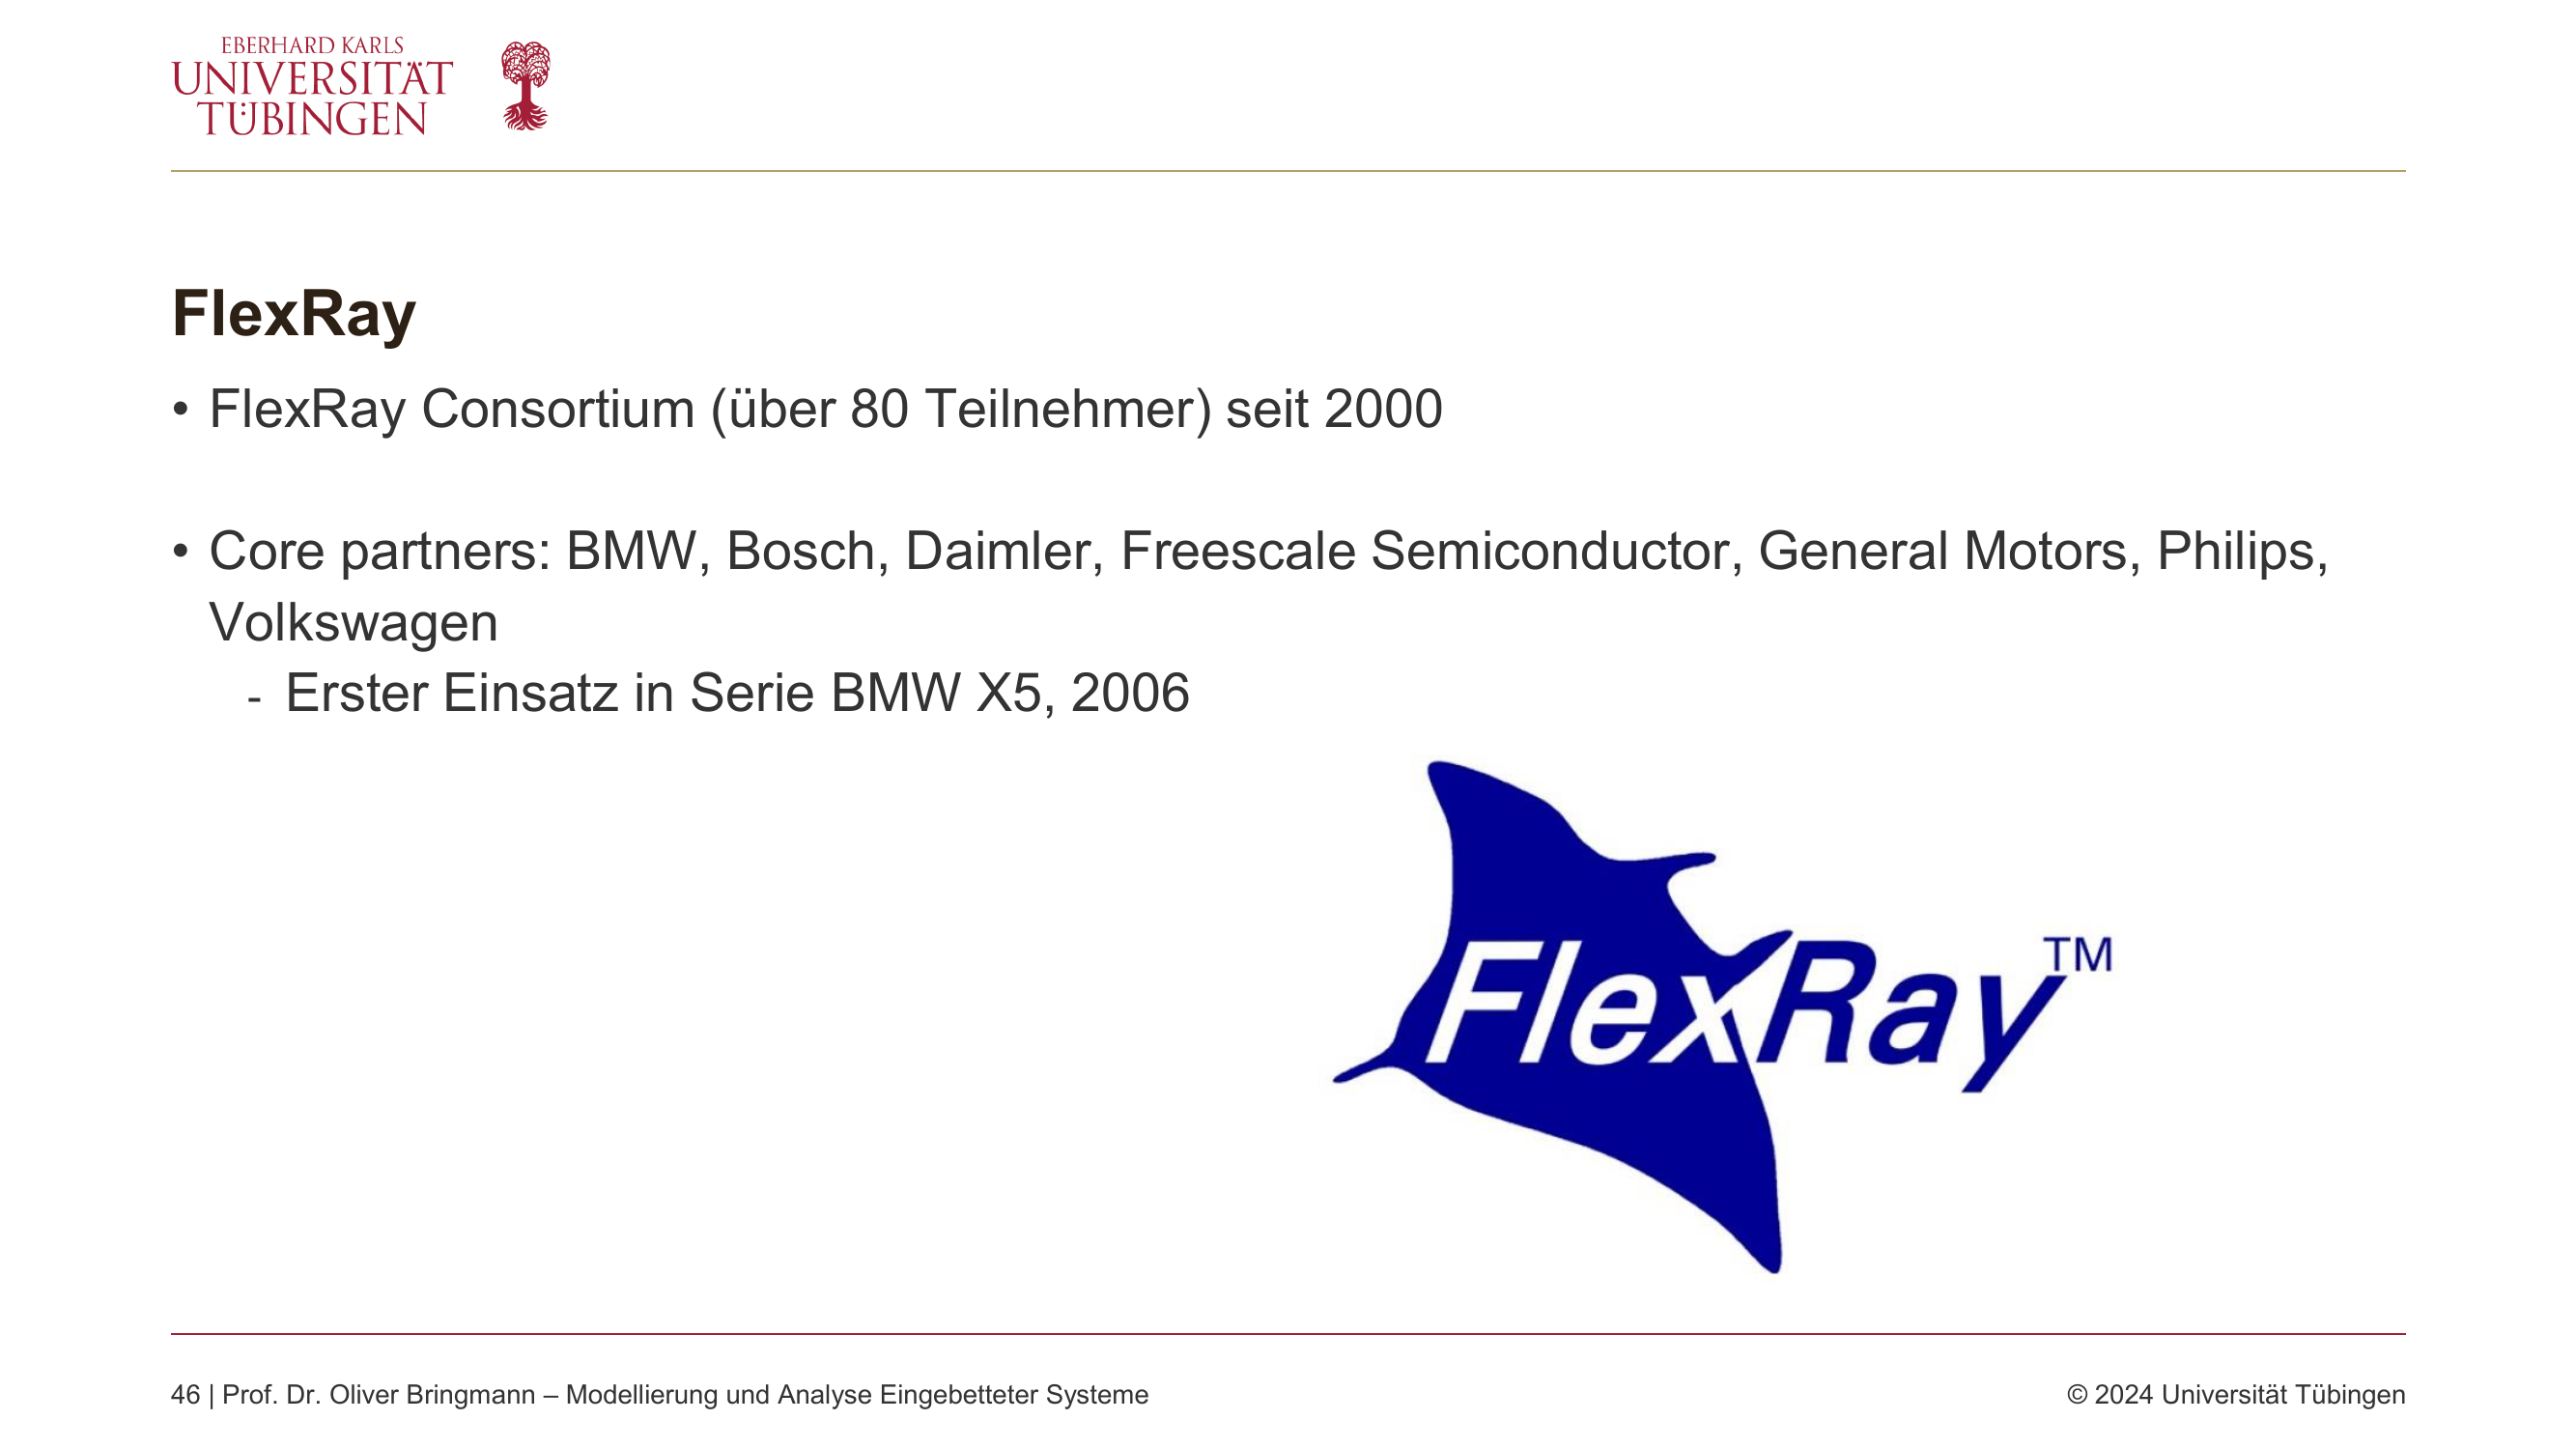 EBERHARD KARLS
UNIVERSITÄT
TÜBINGEN
FlexRay
• FlexRay Consortium (über 80 Teilnehmer) seit 2000
• Core partners: BMW, Bosch, Daimler, Freescale Semiconductor, General Motors, Philips,
Volkswagen
- Erster Einsatz in Serie BMW X5, 2006
FlexRay™
46 | Prof. Dr. Oliver Bringmann – Modellierung und Analyse Eingebetteter Systeme
© 2024 Universität Tübingen